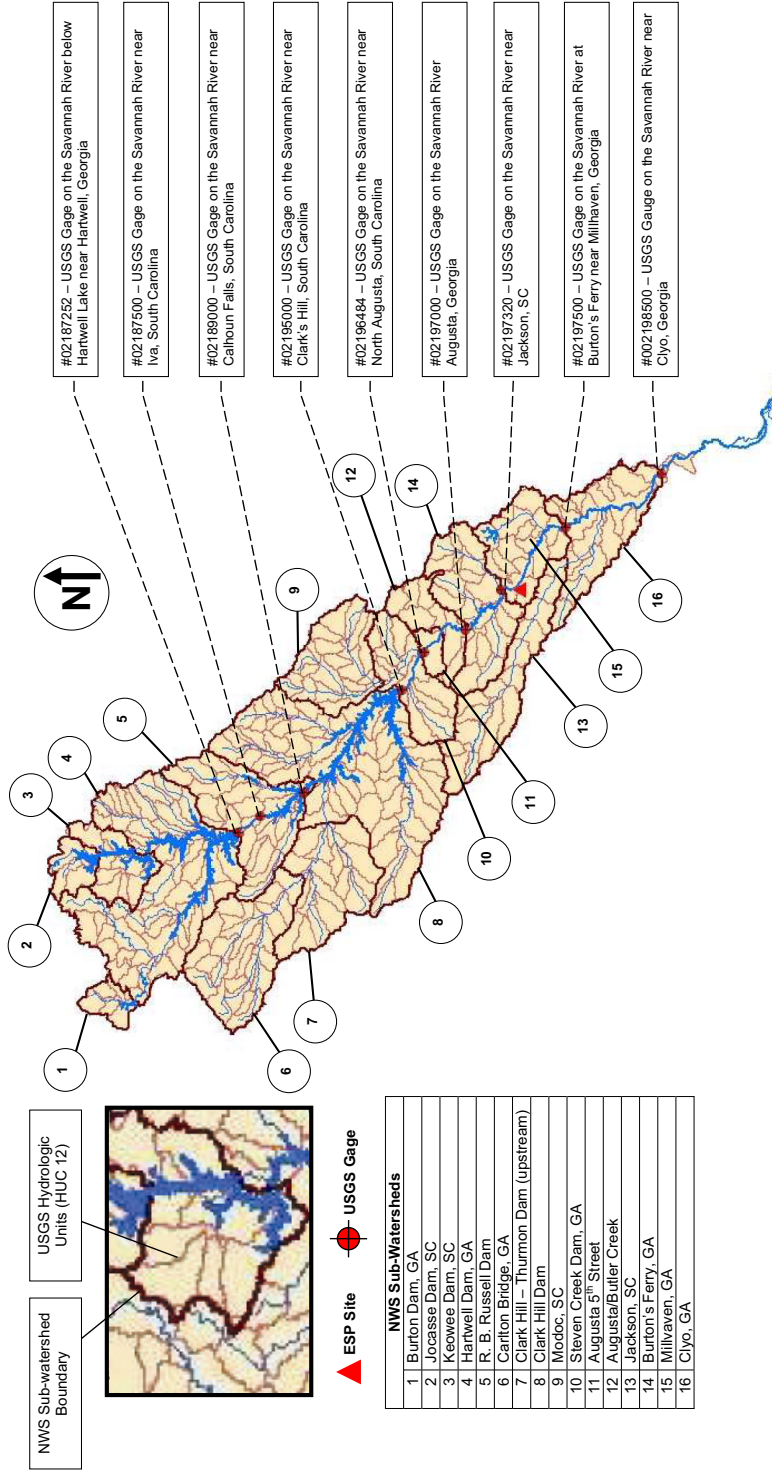 NWS Sub-watershed
Boundary
USGS Hydrologic
Units (HUC 12)
ESP Site
USGS Gage
NWS Sub-Watersheds
1 Burton Dam, GA
2 Jocasse Dam, SC
3 Keowee Dam, SC
4 Hartwell Dam, GA
5 R. B. Russell Dam
6 Carlton Bridge, GA
7 Clark Hill – Thurmon Dam (upstream)
8 Clark Hill Dam
9 Modoc, SC
10 Steven Creek Dam, GA
11 Augusta 5th Street
12 Augusta/Butler Creek
13 Jackson, SC
14 Burton's Ferry, GA
15 Millvaven, GA
16 Clyo, GA
1
2
3
4
5
6
7
8
9
10
11
12
13
14
15
16
N
#02187252 – USGS Gage on the Savannah River below
Hartwell Lake near Hartwell, Georgia
#02187500 – USGS Gage on the Savannah River near
Iva, South Carolina
#02189000 – USGS Gage on the Savannah River near
Calhoun Falls, South Carolina
#02195000 – USGS Gage on the Savannah River near
Clark's Hill, South Carolina
#02196484 – USGS Gage on the Savannah River near
North Augusta, South Carolina
#02197000 – USGS Gage on the Savannah River
Augusta, Georgia
#02197320 – USGS Gage on the Savannah River near
Jackson, SC
#02197500 – USGS Gage on the Savannah River at
Burton's Ferry near Millhaven, Georgia
#002198500 – USGS Gauge on the Savannah River near
Clyo, Georgia